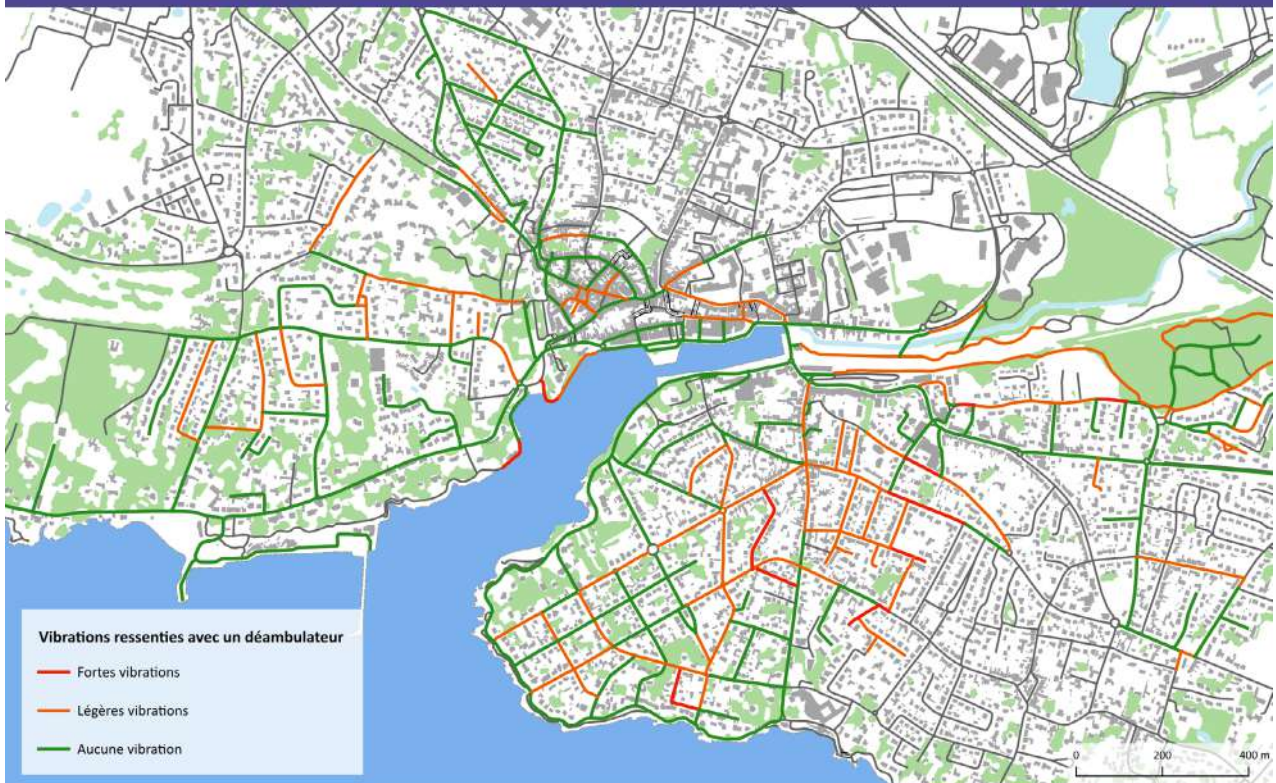 Vibrations ressenties avec un déambulateur
Fortes vibrations
Légères vibrations
Aucune vibration
0 200 400 m